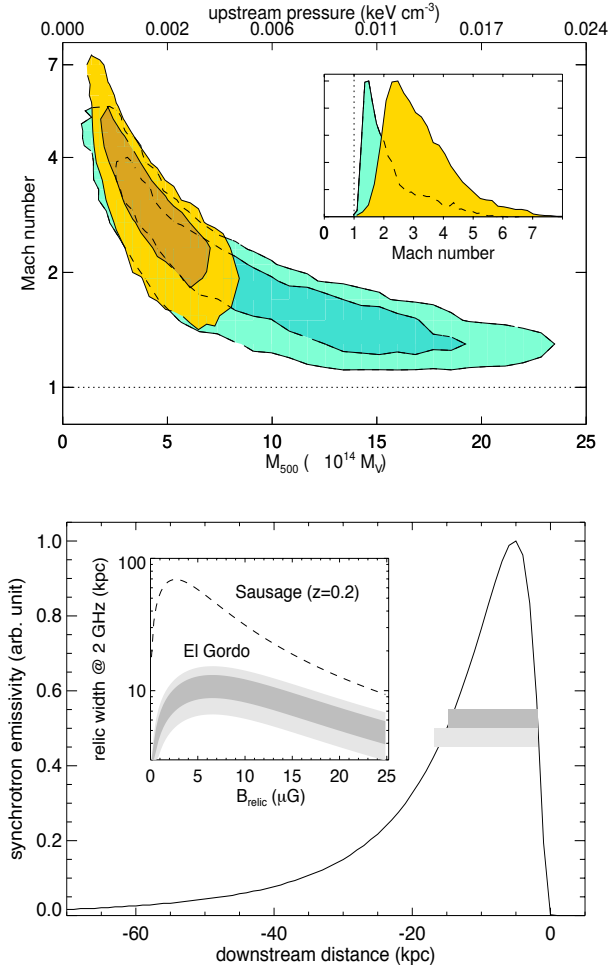 upstream pressure (keV cm-3)
0.000 0.002 0.006 0.011 0.017 0.024
7
4
2
1
Mach number
0 1 2 3 4 5 6 7
Mach number
0 5 10 15 20 25
M500 ( 10^14 MV)
1.0
0.8
0.6
0.4
0.2
0.0
synchrotron emissivity (arb. unit)
100
10
relic width @ 2 GHz (kpc)
Sausage (z=0.2)
El Gordo
0 5 10 15 20 25
Brelic (μG)
-60 -40 -20 0
downstream distance (kpc)